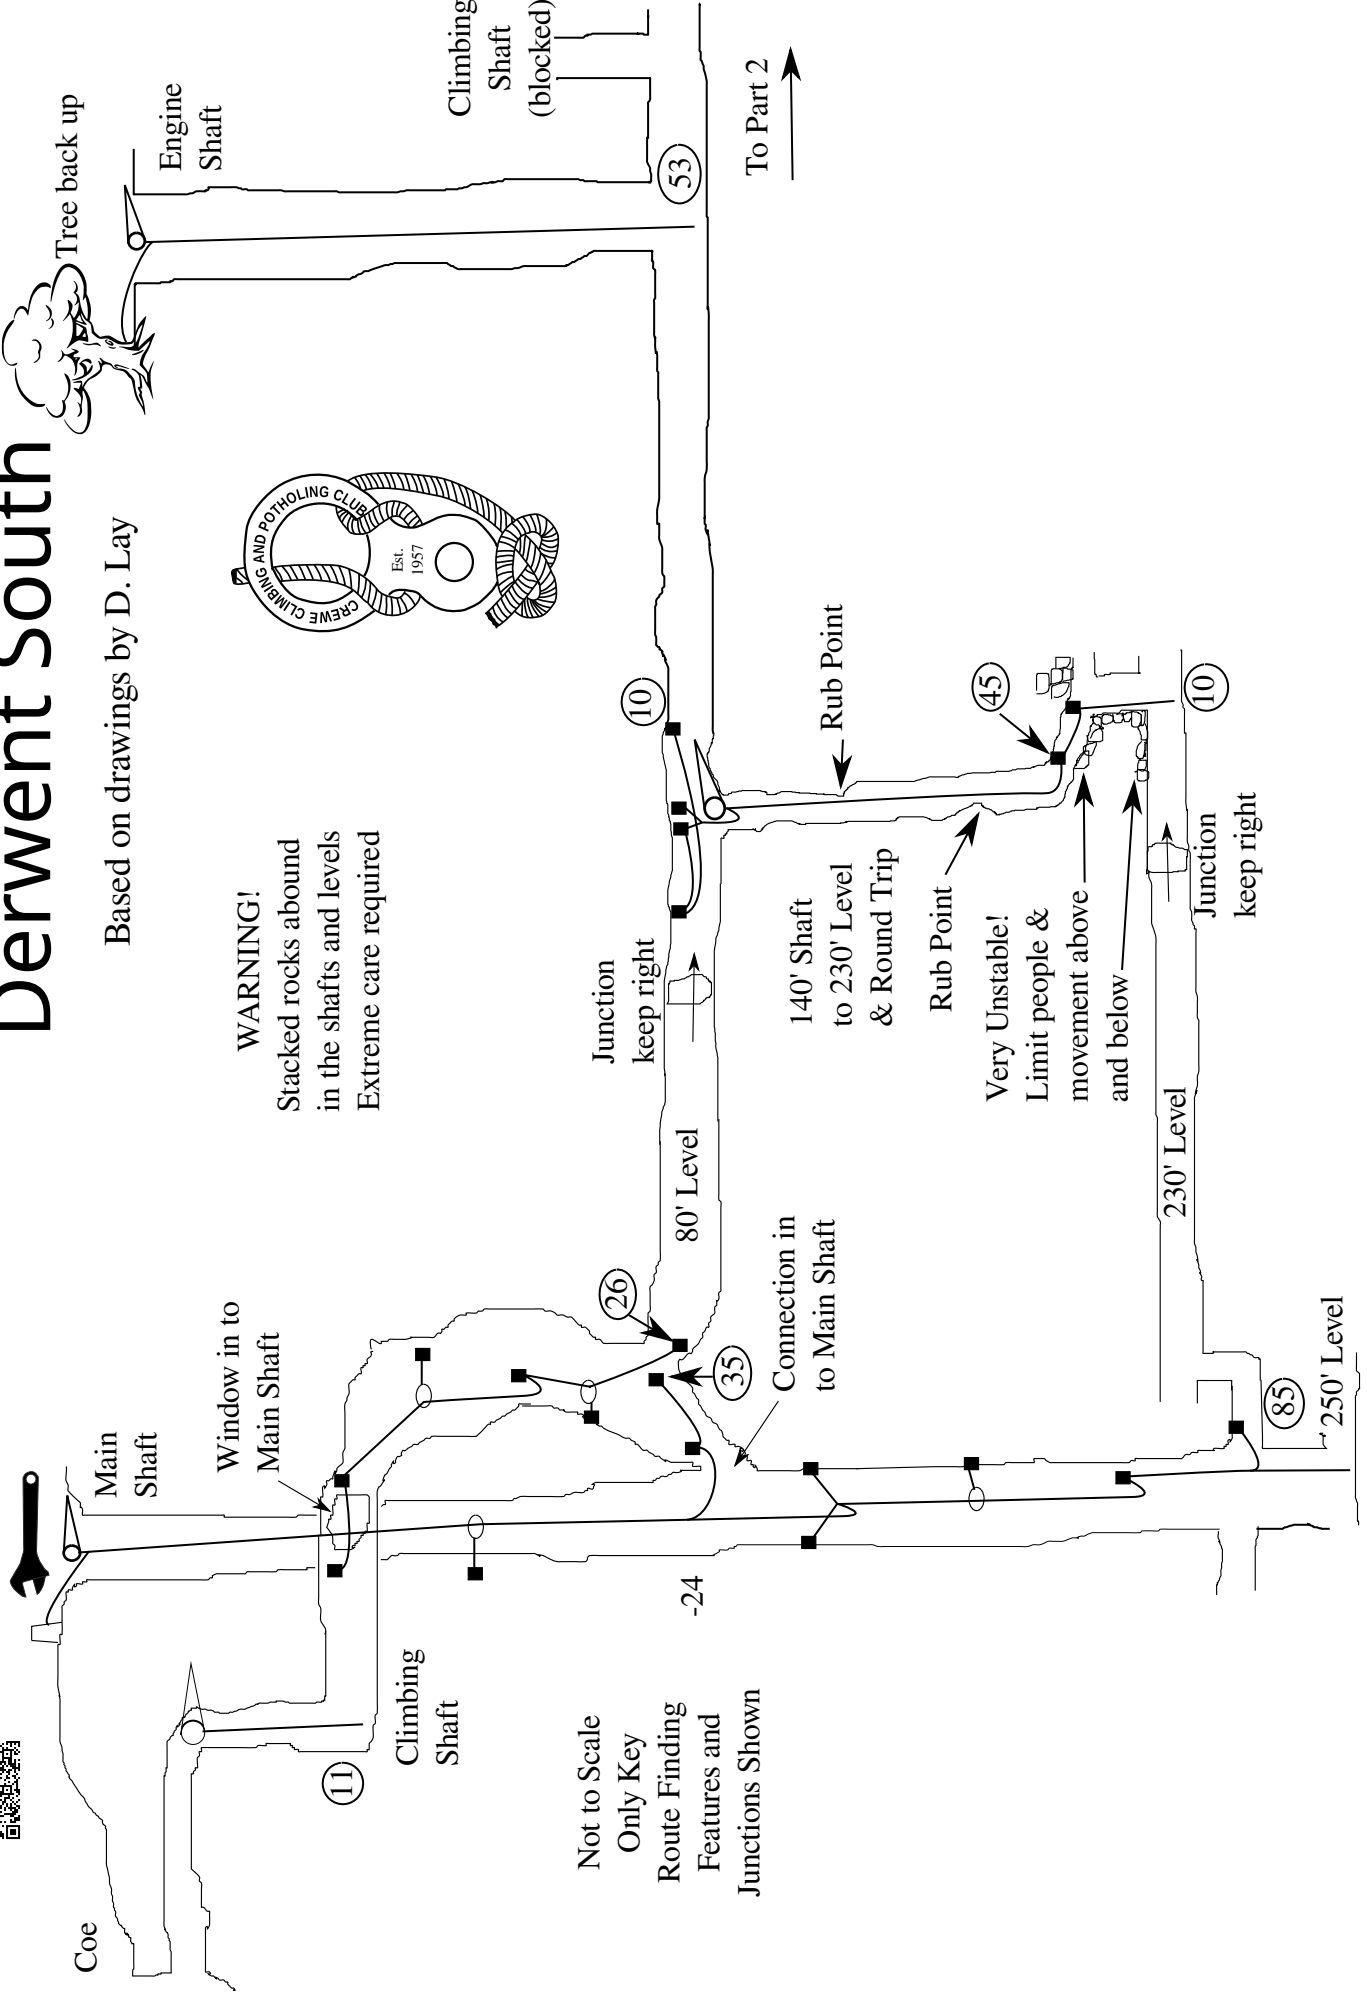 Derwent South
Based on drawings by D. Lay
Tree back up
Engine
Shaft
Climbing
Shaft
(blocked)
53
To Part 2
CREWE CLIMBING AND POTHOLING CLUB
Est.
1957
WARNING!
Stacked rocks abound
in the shafts and levels
Extreme care required
Coe
Main
Shaft
Window in to
Main Shaft
11
Climbing
Shaft
26
35
-24
Connection in
to Main Shaft
80' Level
Junction
keep right
10
140' Shaft
to 230' Level
& Round Trip
Rub Point
Rub Point
45
Very Unstable!
Limit people &
movement above
and below
10
Junction
keep right
230' Level
85
250' Level
Not to Scale
Only Key
Route Finding
Features and
Junctions Shown